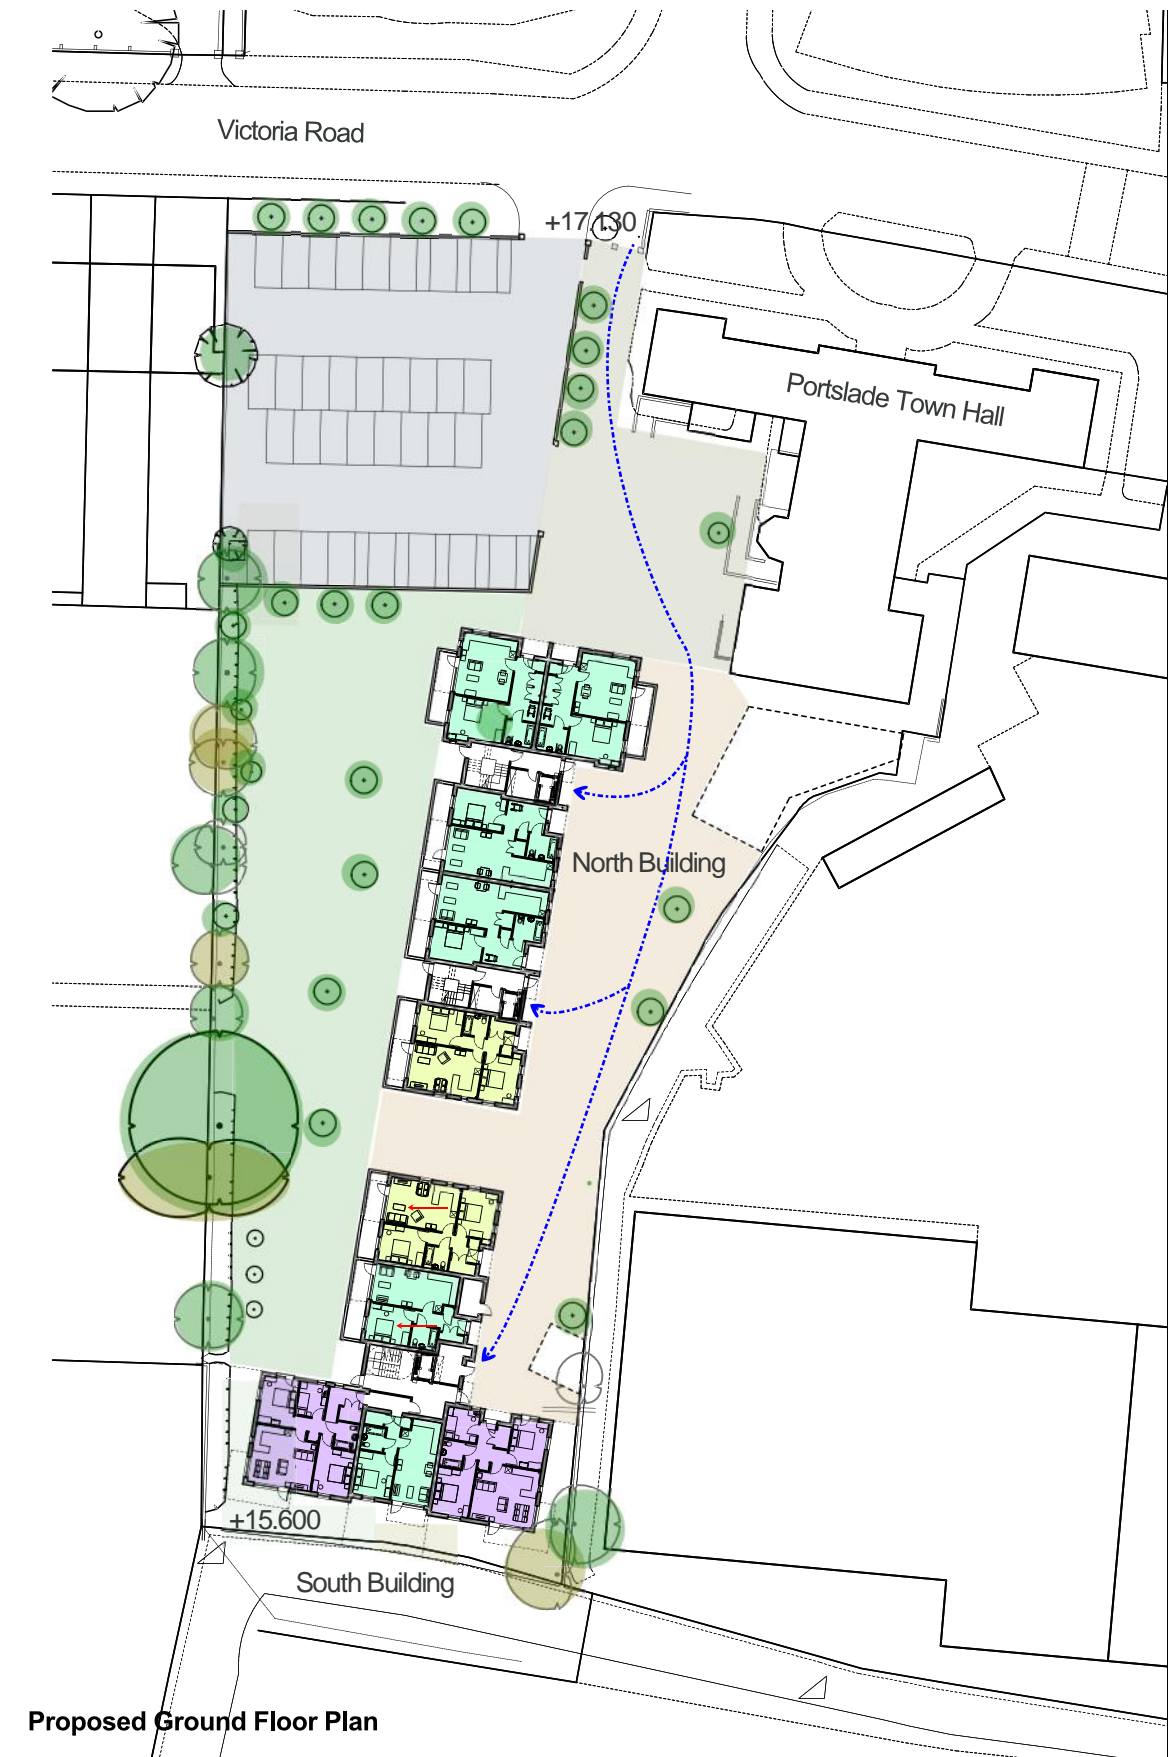 Victoria Road
+17.130
Portslade Town Hall
North Building
+15.600
South Building
Proposed Ground Floor Plan